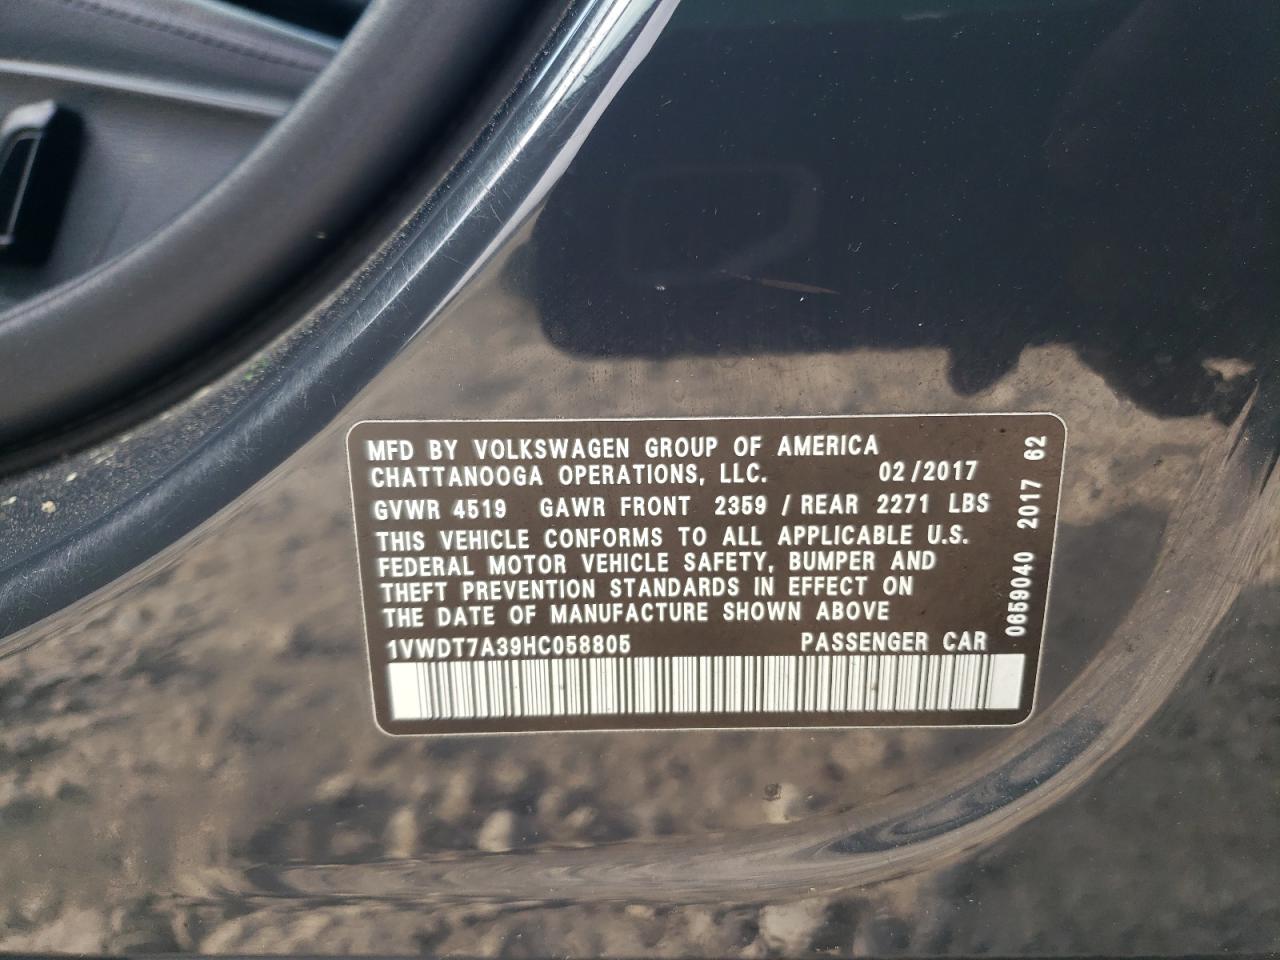 MFD BY VOLKSWAGEN GROUP OF AMERICA
CHATTANOOGA OPERATIONS, LLC. 02/2017
GVWR 4519 GAWR FRONT 2359 / REAR 2271 LBS
THIS VEHICLE CONFORMS TO ALL APPLICABLE U.S.
FEDERAL MOTOR VEHICLE SAFETY, BUMPER AND
THEFT PREVENTION STANDARDS IN EFFECT ON
THE DATE OF MANUFACTURE SHOWN ABOVE
1VWDT7A39HC058805 PASSENGER CAR
0659040 2017 62